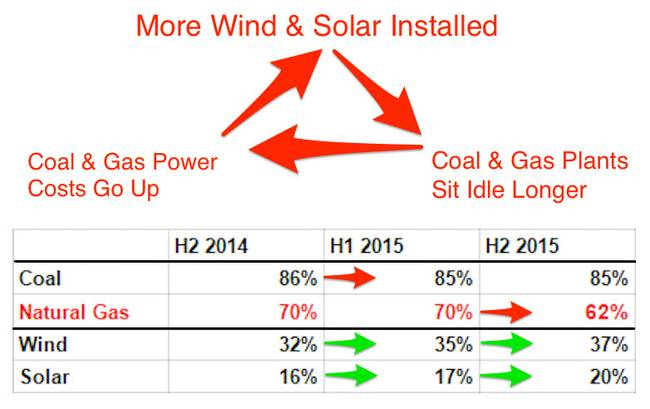 More Wind & Solar Installed
Coal & Gas Power
Costs Go Up
Coal & Gas Plants
Sit Idle Longer
H2 2014 H1 2015 H2 2015
Coal 86% 85% 85%
Natural Gas 70% 70% 62%
Wind 32% 35% 37%
Solar 16% 17% 20%